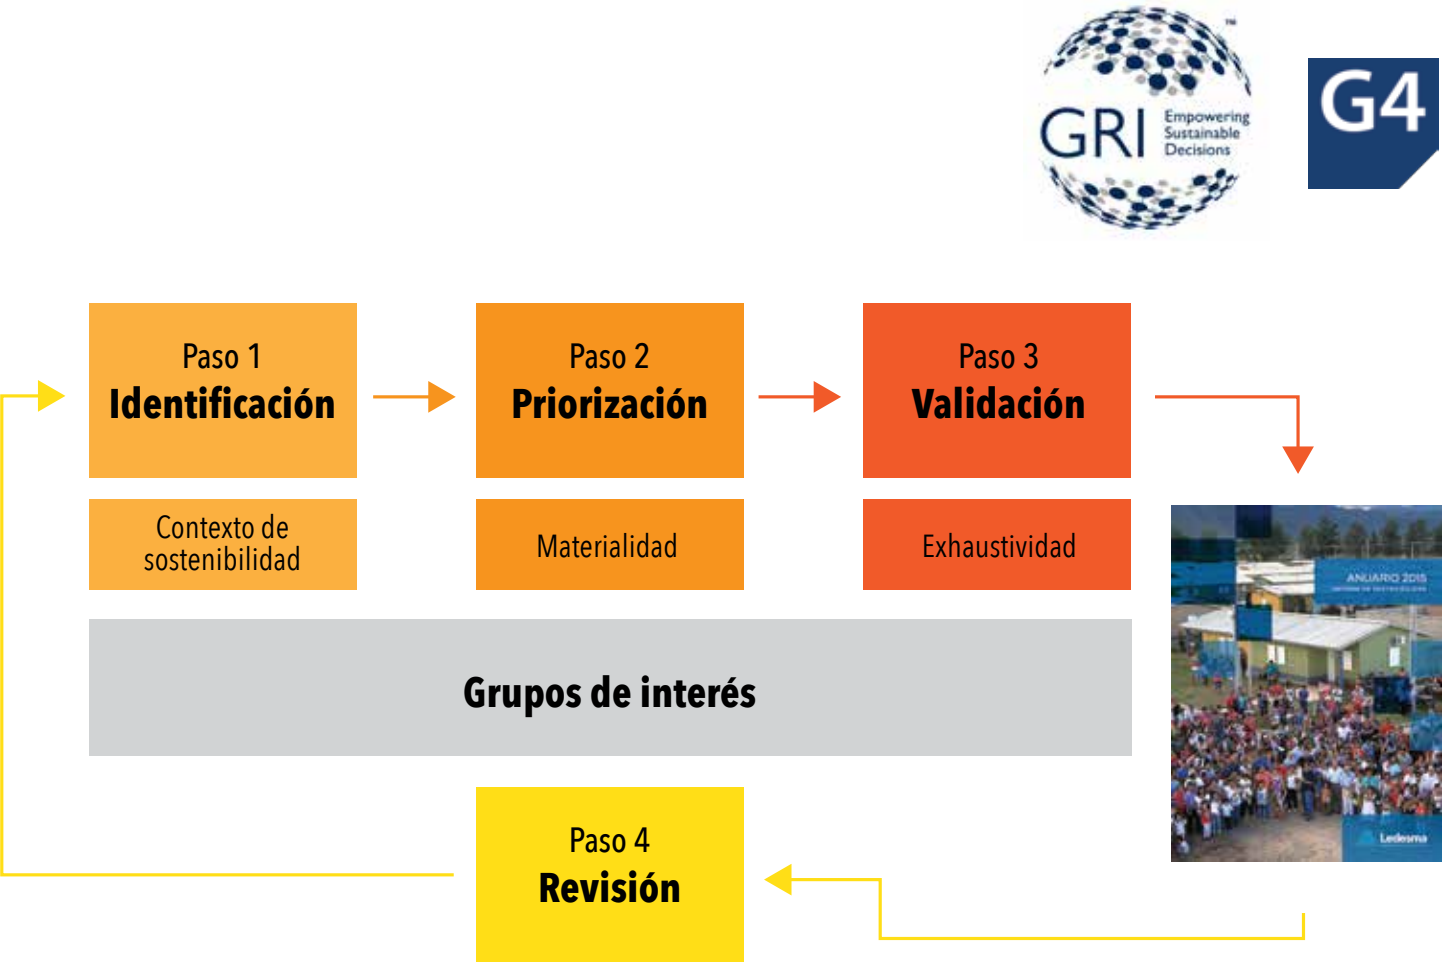 ™
GRI
Empowering
Sustainable
Decisions
G4
Paso 1
Identificación
Paso 2
Priorización
Paso 3
Validación
Contexto de
sostenibilidad
Materialidad
Exhaustividad
ANUARIO 2015
Grupos de interés
Ledesma
Paso 4
Revisión